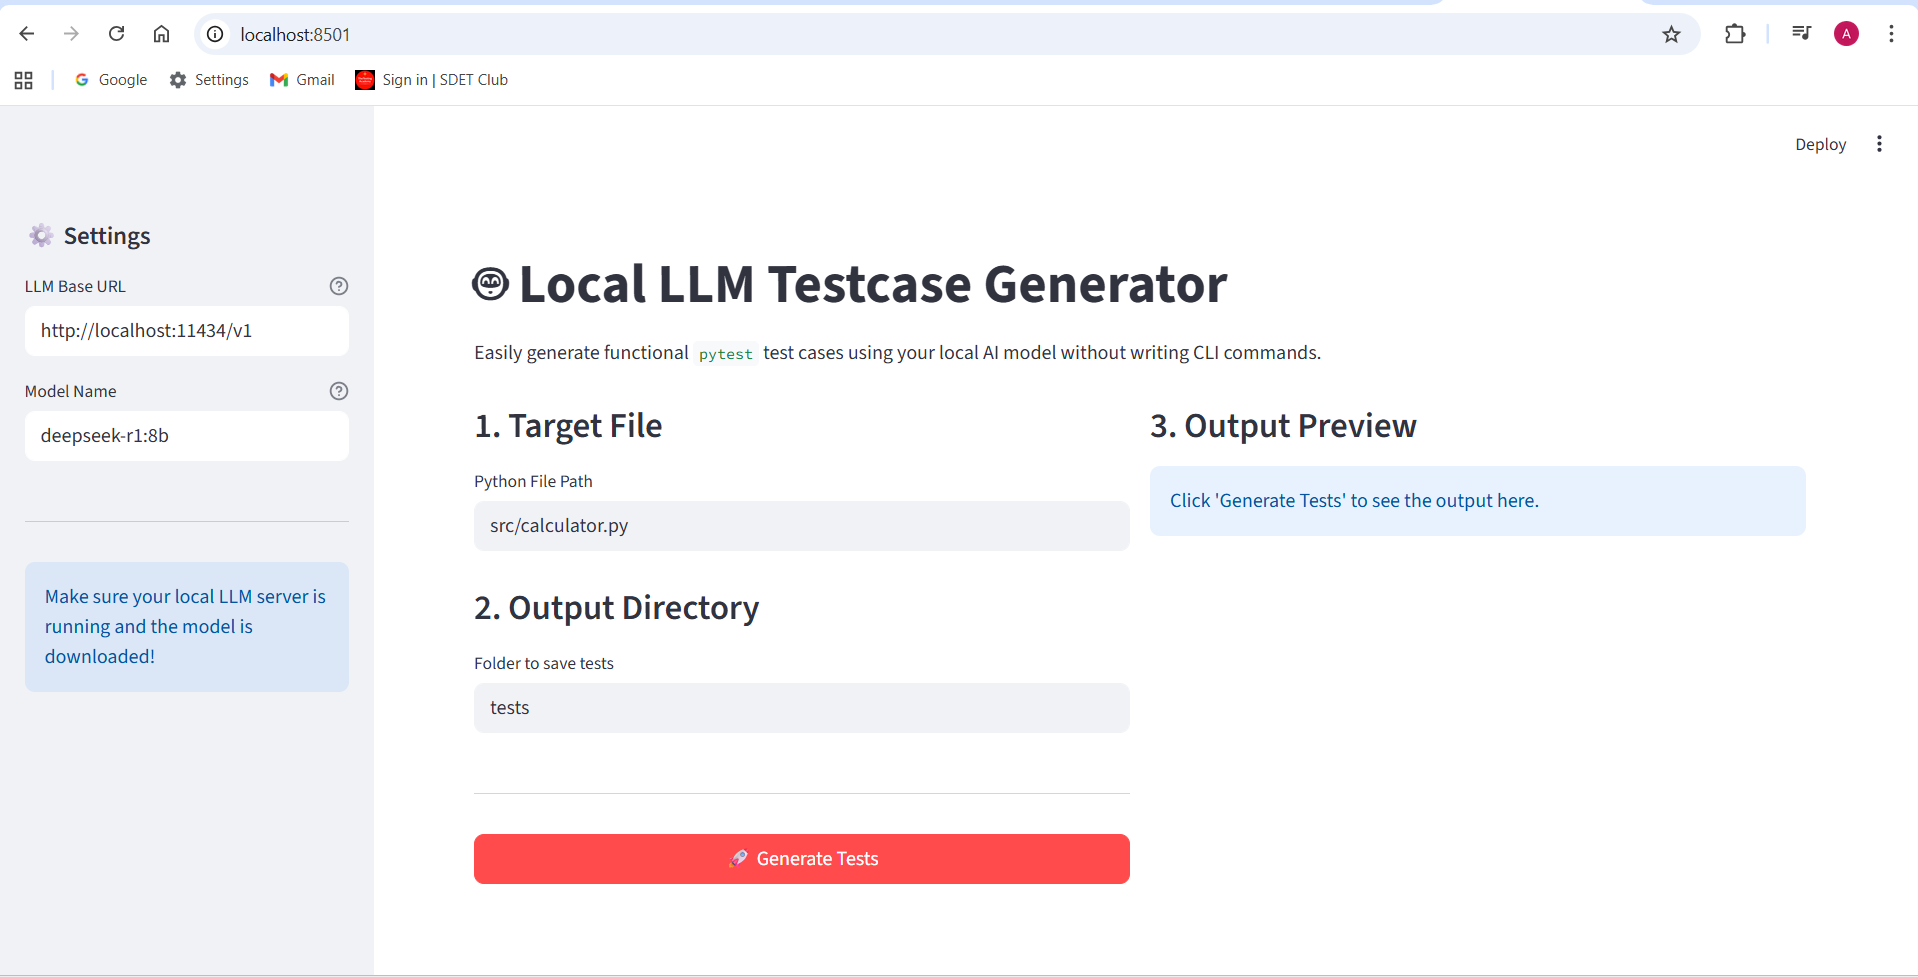 localhost:8501
Google
Settings
Gmail
Sign in | SDET Club
A
Deploy
Settings
LLM Base URL
http://localhost:11434/v1
Model Name
deepseek-r1:8b
Make sure your local LLM server is
running and the model is
downloaded!
Local LLM Testcase Generator
Easily generate functional pytest test cases using your local AI model without writing CLI commands.
1. Target File
Python File Path
src/calculator.py
2. Output Directory
Folder to save tests
tests
Generate Tests
3. Output Preview
Click 'Generate Tests' to see the output here.